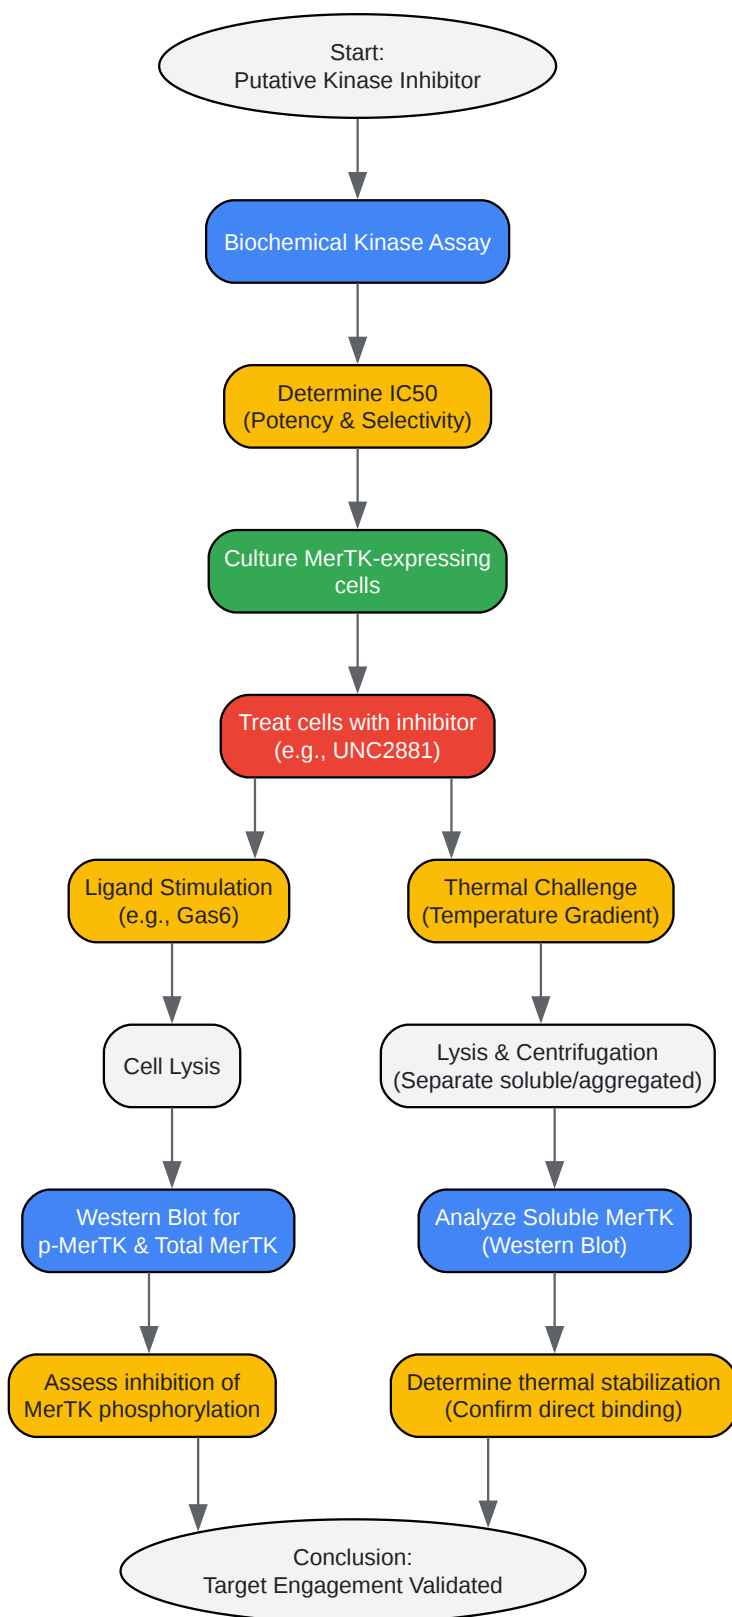 Start:
Putative Kinase Inhibitor
Biochemical Kinase Assay
Determine IC50
(Potency & Selectivity)
Culture MerTK-expressing
cells
Treat cells with inhibitor
(e.g., UNC2881)
Ligand Stimulation
(e.g., Gas6)
Thermal Challenge
(Temperature Gradient)
Cell Lysis
Lysis & Centrifugation
(Separate soluble/aggregated)
Western Blot for
p-MerTK & Total MerTK
Analyze Soluble MerTK
(Western Blot)
Assess inhibition of
MerTK phosphorylation
Determine thermal stabilization
(Confirm direct binding)
Conclusion:
Target Engagement Validated